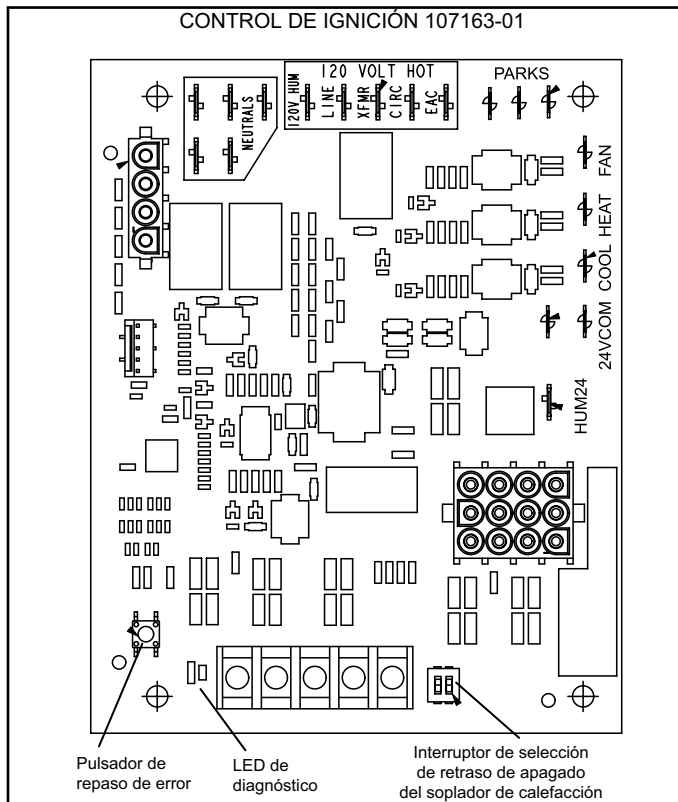 CONTROL DE IGNICIÓN 107163-01
120 VOLT HOT
PARKS
120V HUM
LINE
XFMR
CIRC
EAC
NEUTRALS
FAN
HEAT
COOL
24VCOM
HUM24
Pulsador de
repaso de error
LED de
diagnóstico
Interruptor de selección
de retraso de apagado
del soplador de calefacción